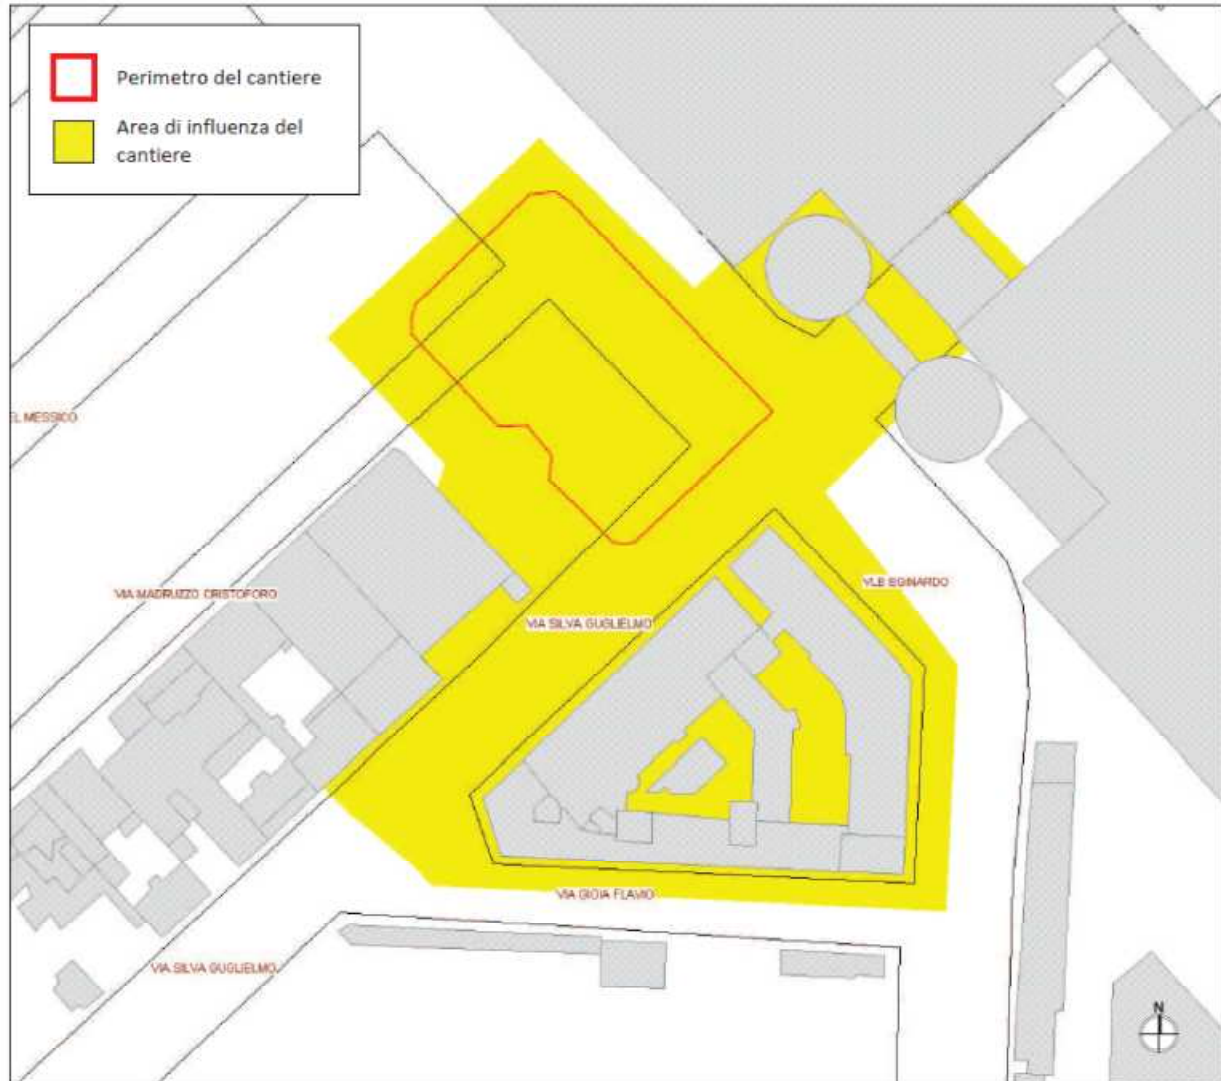 Perimetro del cantiere
Area di influenza del
cantiere
EL MESSICO
VIA MADRUZZO CRISTOFORO
VIA SILVA GUGLIELMO
VLE EGINARDO
VIA GIOIA FLAVIO
VIA SILVA GUGLIELMO
N